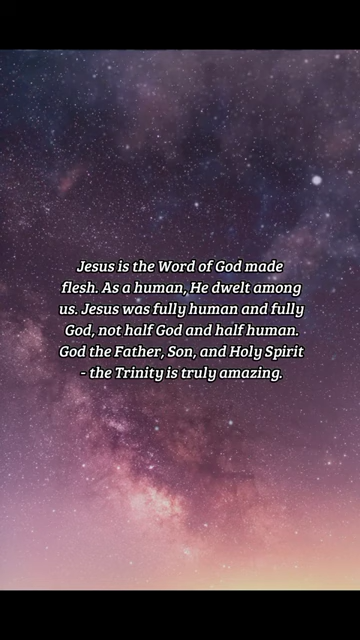 Jesus is the Word of God made
flesh. As a human, He dwelt among
us. Jesus was fully human and fully
God, not half God and half human.
God the Father, Son, and Holy Spirit
- the Trinity is truly amazing.